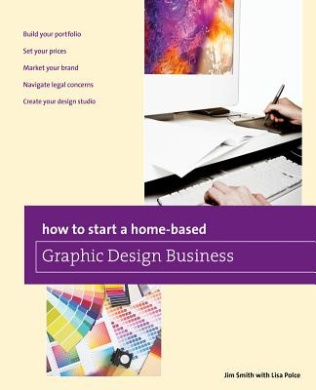 Build your portfolio
Set your prices
Market your brand
Navigate legal concerns
Create your design studio
how to start a home-based
Graphic Design Business
Jim Smith with Lisa Polce